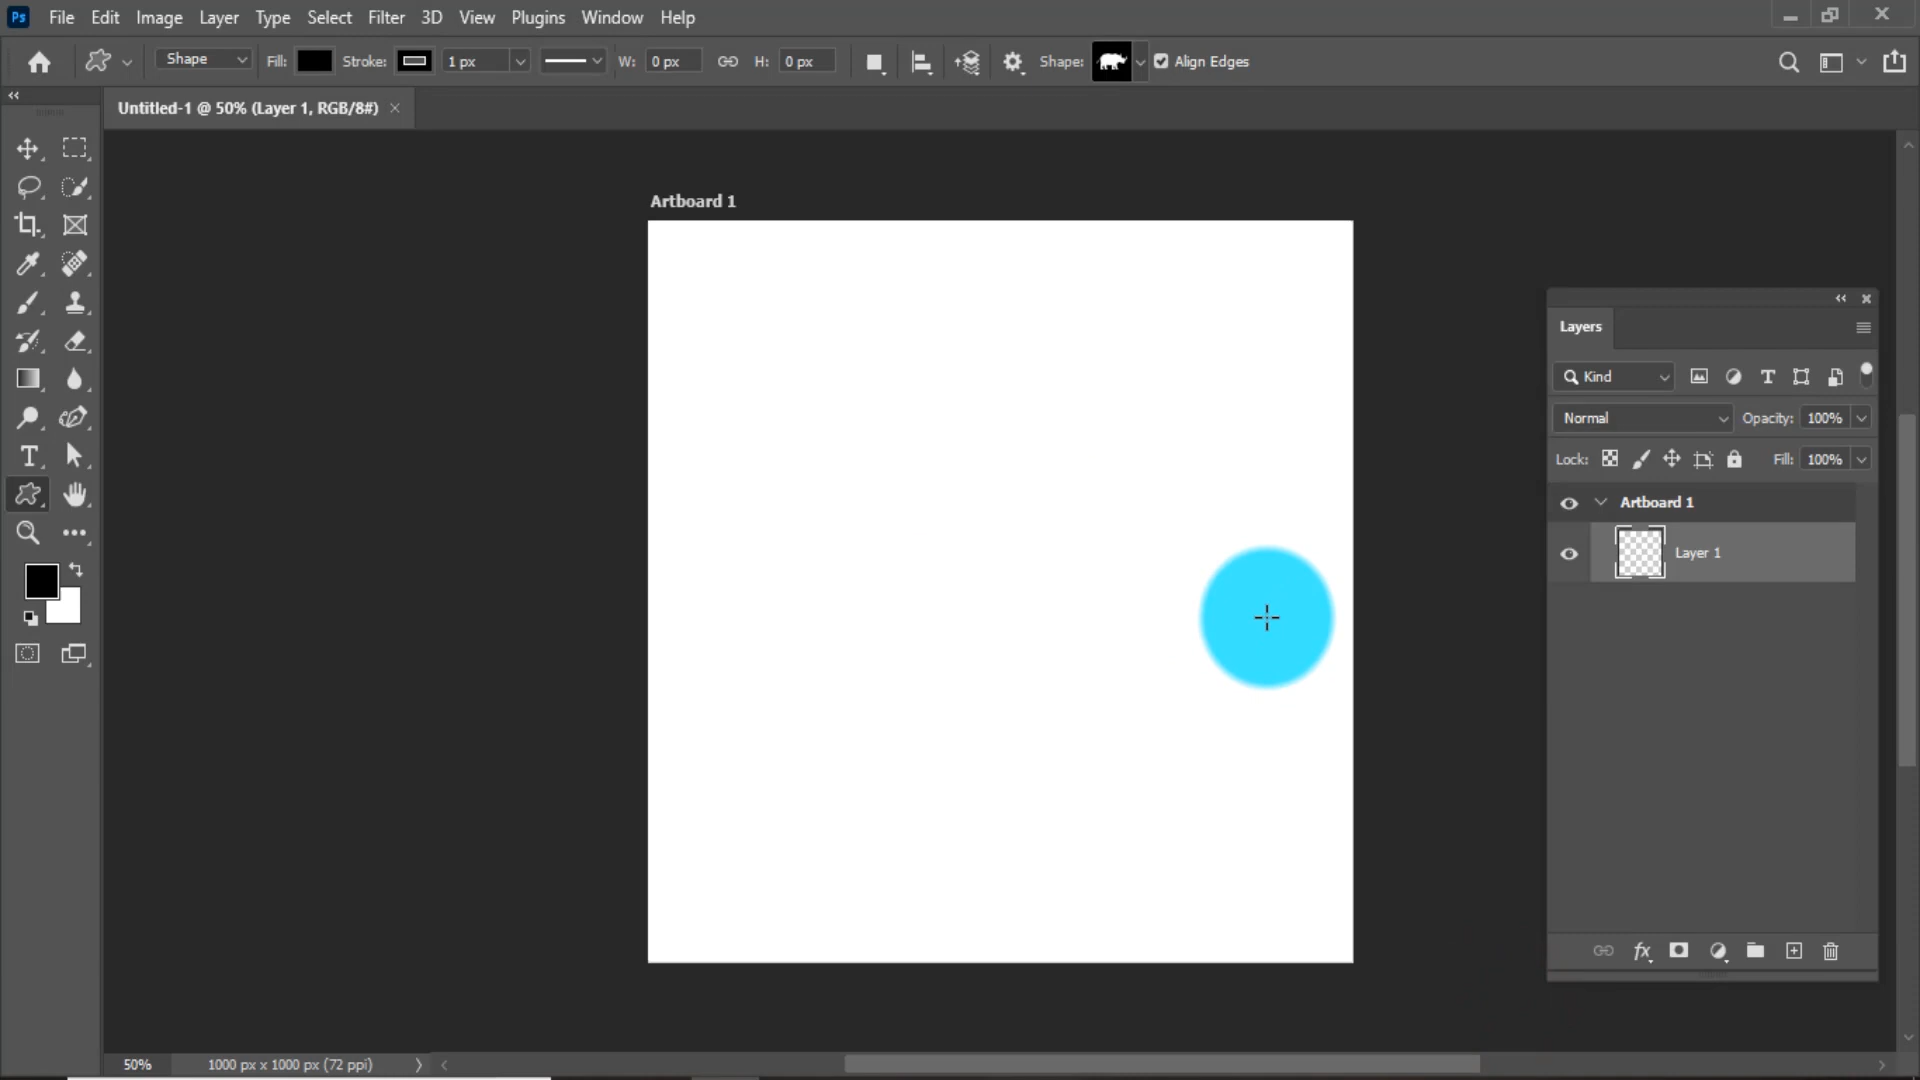 Ps File Edit Image Layer Type Select Filter 3D View Plugins Window Help
Shape Fill: Stroke: 1 px W: 0 px H: 0 px Shape: Align Edges
Untitled-1 @ 50% (Layer 1, RGB/8#)
Artboard 1
Layers
Kind
Normal Opacity: 100%
Lock: Fill: 100%
Artboard 1
Layer 1
fx
50% 1000 px x 1000 px (72 ppi)